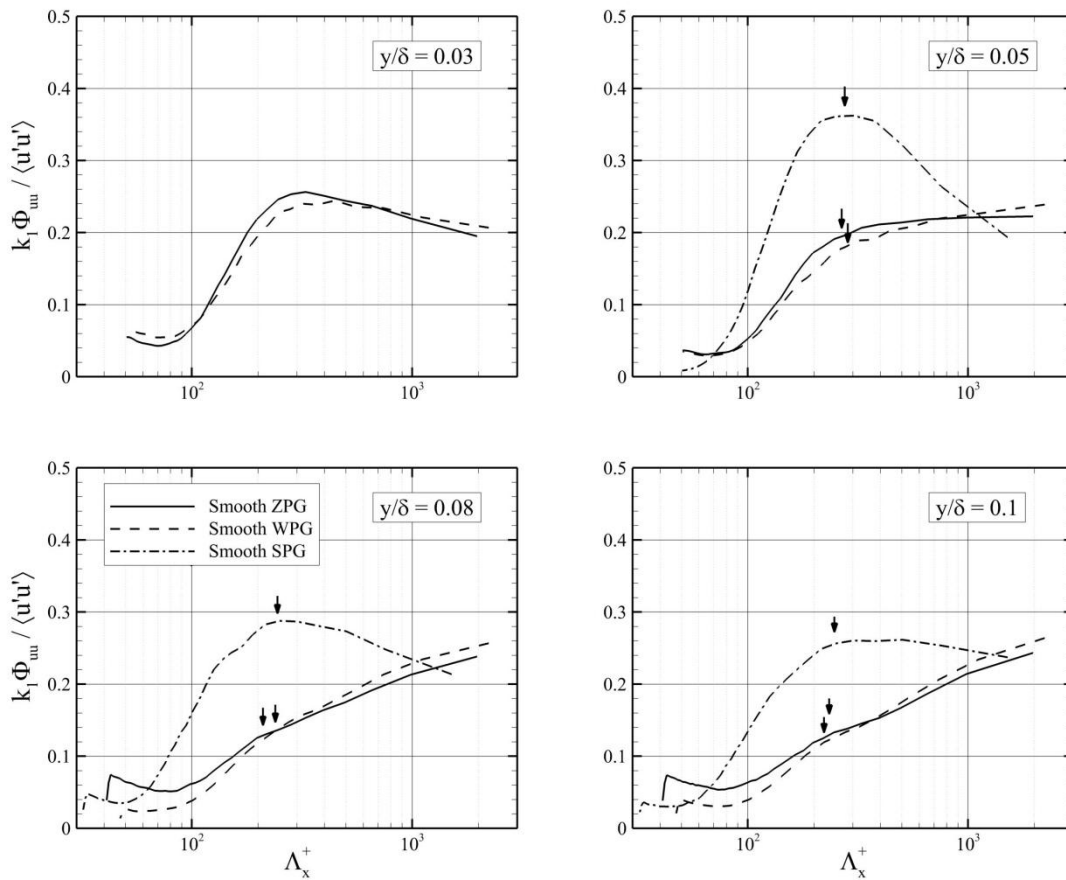 0.5
0.4
0.3
0.2
0.1
0
k₁Φᵤᵤ / ⟨u'u'⟩
y/δ = 0.03
10²
10³
y/δ = 0.05
10²
10³
0.5
0.4
0.3
0.2
0.1
0
0.5
0.4
0.3
0.2
0.1
0
k₁Φᵤᵤ / ⟨u'u'⟩
Smooth ZPG
Smooth WPG
Smooth SPG
y/δ = 0.08
10²
10³
Λₓ⁺
0.5
0.4
0.3
0.2
0.1
0
y/δ = 0.1
10²
10³
Λₓ⁺